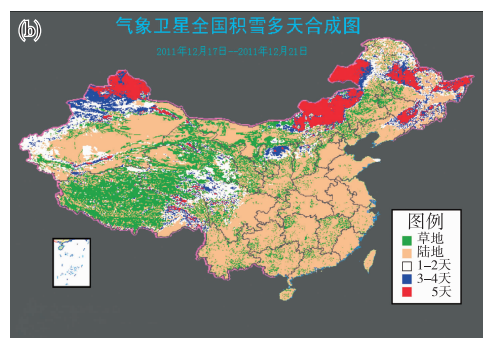 (b)
气象卫星全国积雪多天合成图
2011年12月17日——2011年12月21日
图例
草地
陆地
1–2天
3–4天
5天